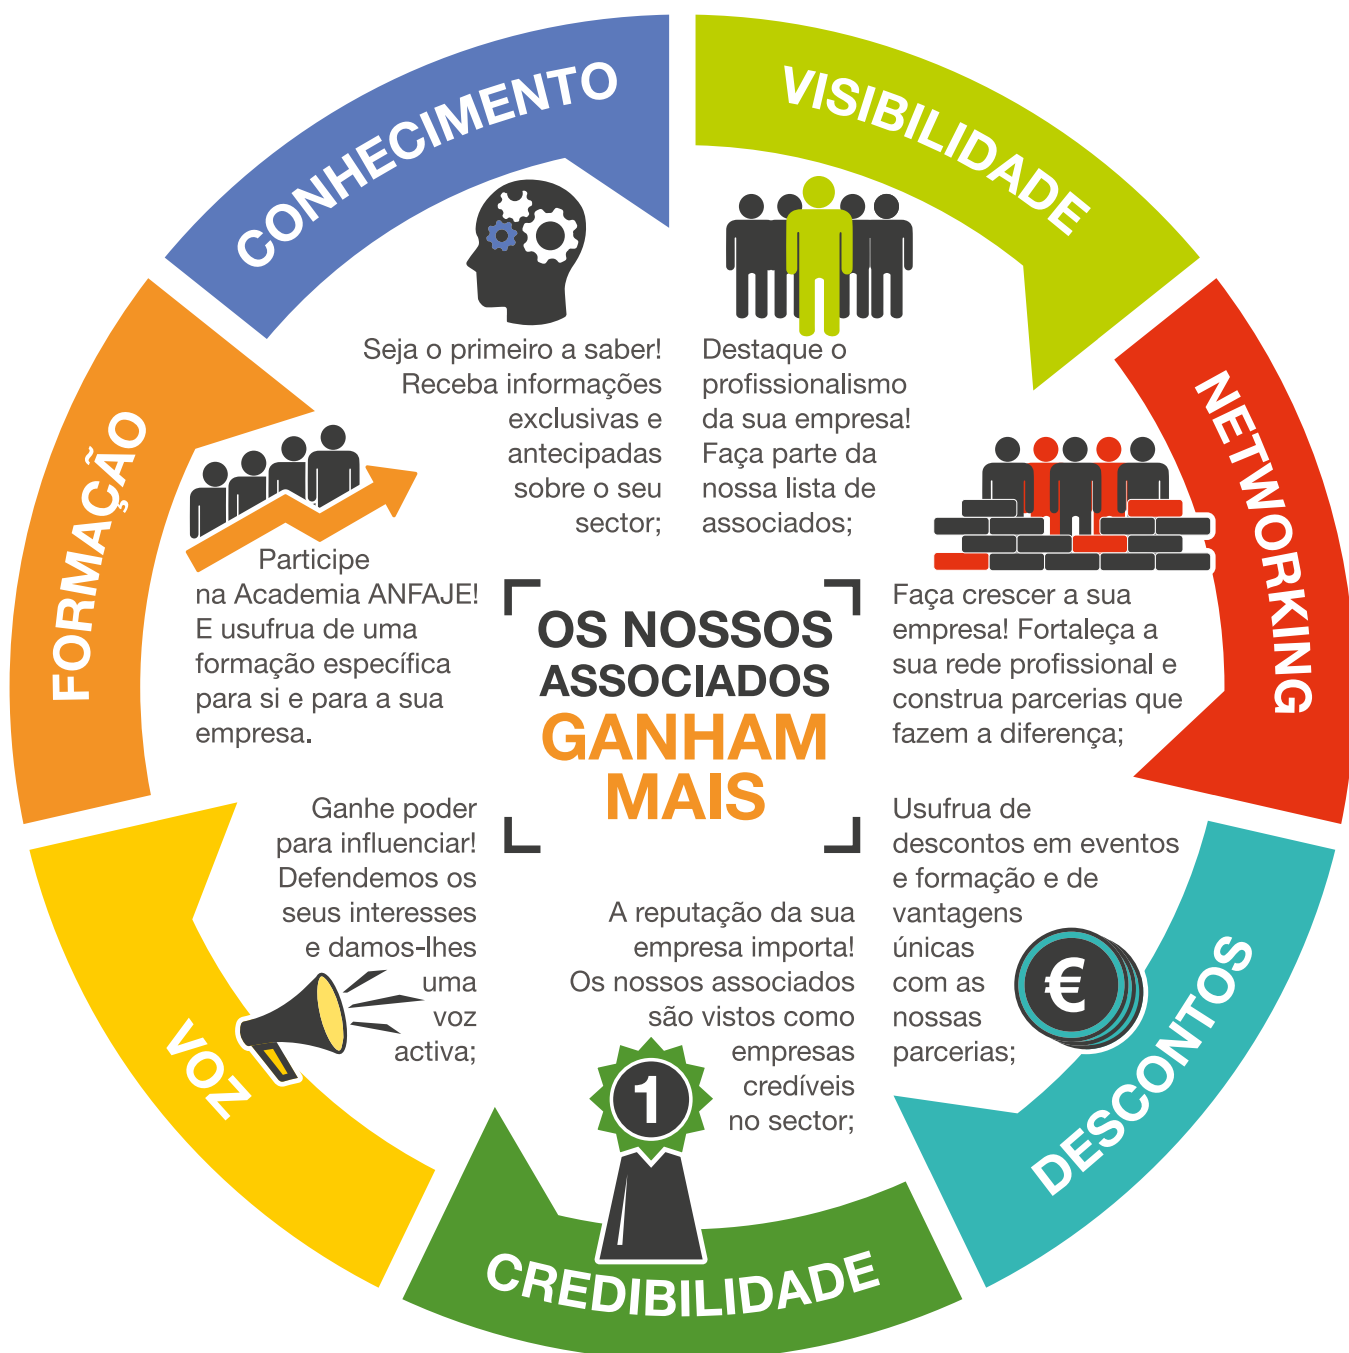 CONHECIMENTO
Seja o primeiro a saber!
Receba informações
exclusivas e
antecipadas
sobre o seu
sector;
VISIBILIDADE
Destaque o
profissionalismo
da sua empresa!
Faça parte da
nossa lista de
associados;
NETWORKING
Faça crescer a sua
empresa! Fortaleça a
sua rede profissional e
construa parcerias que
fazem a diferença;
DESCONTOS
Usufrua de
descontos em eventos
e formação e de
vantagens
únicas
com as
nossas
parcerias;
€
CREDIBILIDADE
A reputação da sua
empresa importa!
Os nossos associados
são vistos como
empresas
credíveis
no sector;
1
VOZ
Ganhe poder
para influenciar!
Defendemos os
seus interesses
e damos-lhes
uma
voz
activa;
FORMAÇÃO
Participe
na Academia ANFAJE!
E usufrua de uma
formação específica
para si e para a sua
empresa.
OS NOSSOS
ASSOCIADOS
GANHAM
MAIS